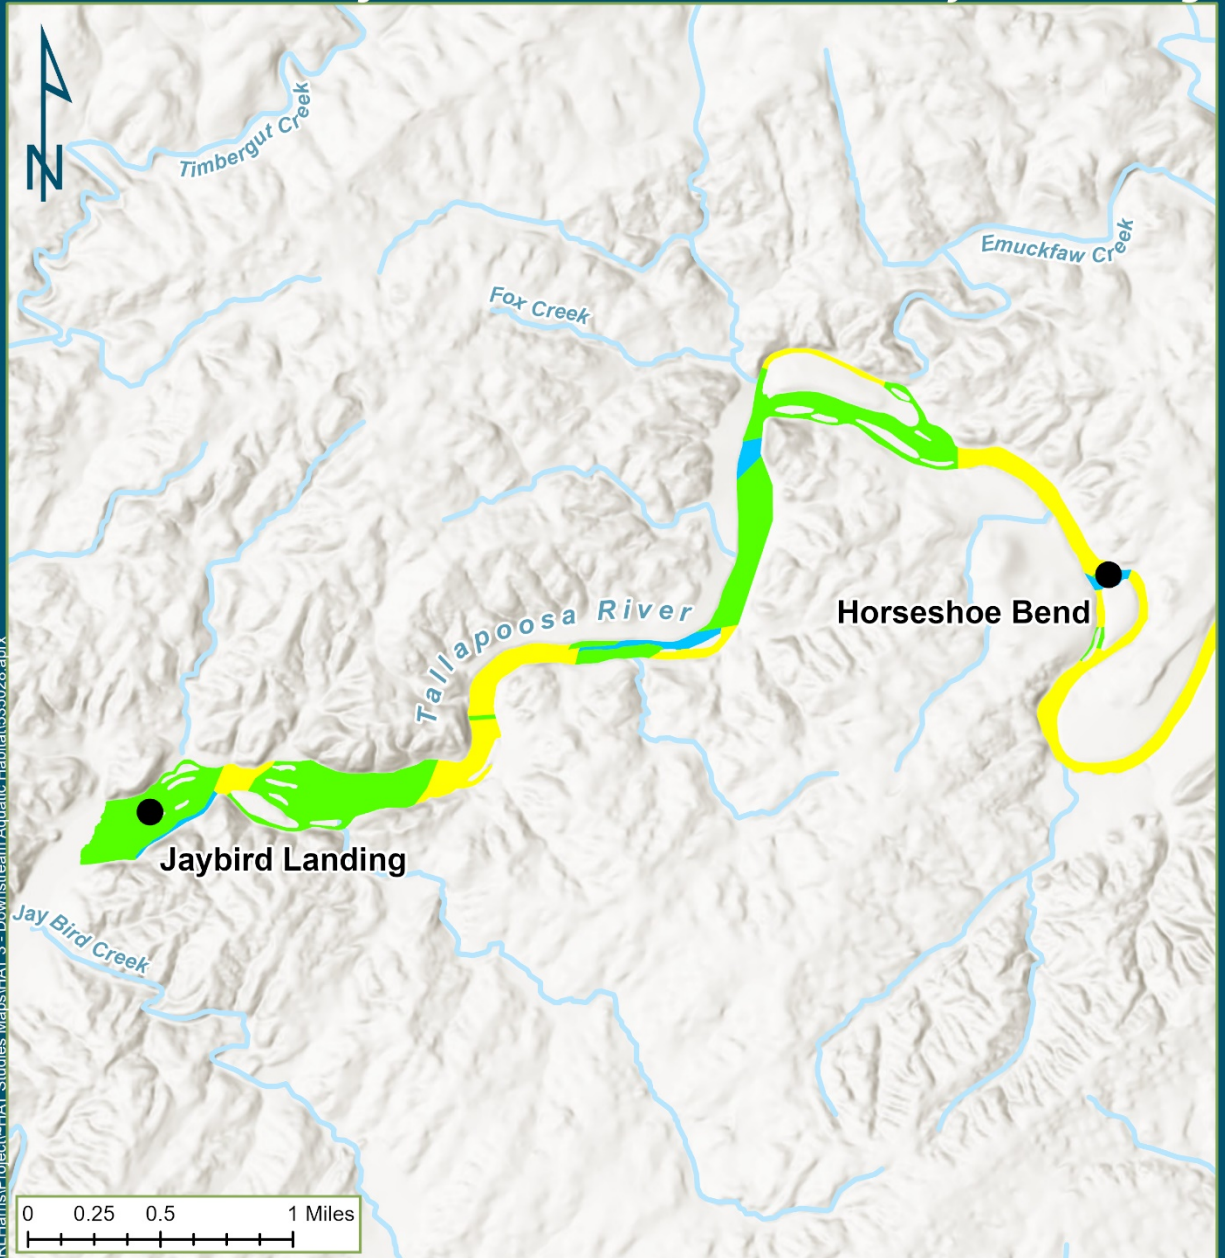 N
Timbergut Creek
Emuckfaw Creek
Fox Creek
Horseshoe Bend
Tallapoosa River
Jaybird Landing
Jay Bird Creek
0 0.25 0.5 1 Miles